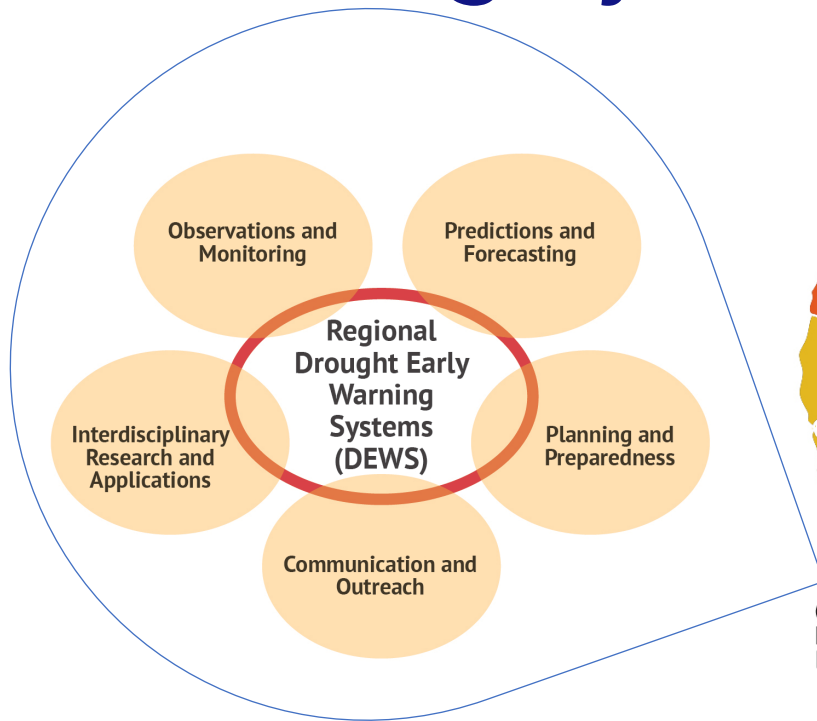 Observations and
Monitoring
Predictions and
Forecasting
Regional
Drought Early
Warning
Systems
(DEWS)
Interdisciplinary
Research and
Applications
Planning and
Preparedness
Communication and
Outreach